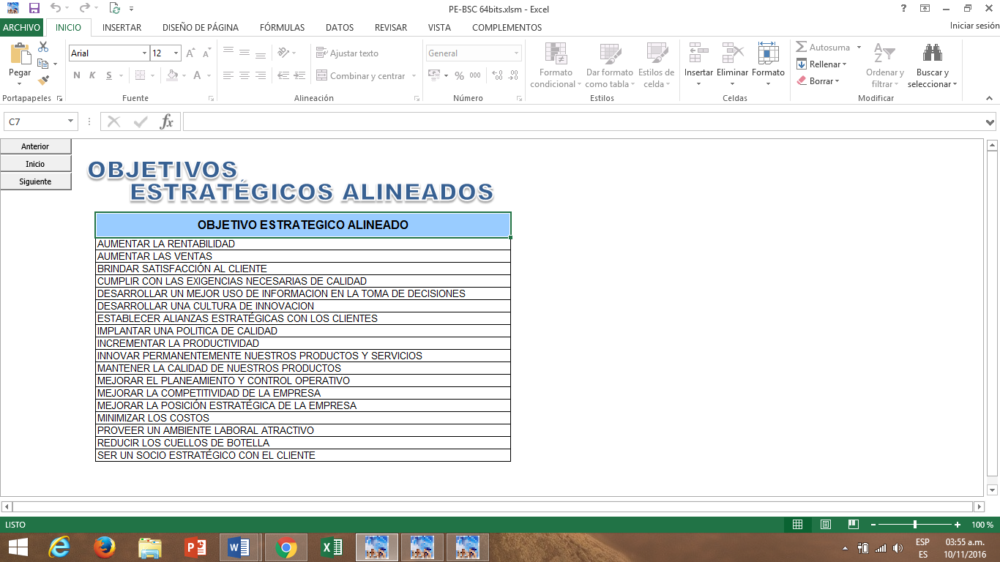 PE-BSC 64bits.xlsm - Excel
ARCHIVO INICIO INSERTAR DISEÑO DE PÁGINA FÓRMULAS DATOS REVISAR VISTA COMPLEMENTOS Iniciar sesión
Pegar
Arial 12
Ajustar texto
General
Autosuma
Rellenar
Borrar
N K S
Combinar y centrar
% 000
Formato condicional
Dar formato como tabla
Estilos de celda
Insertar Eliminar Formato
Ordenar y filtrar
Buscar y seleccionar
Portapapeles Fuente Alineación Número Estilos Celdas Modificar
C7
fx
Anterior
Inicio
Siguiente
OBJETIVOS
ESTRATÉGICOS ALINEADOS
OBJETIVO ESTRATEGICO ALINEADO
AUMENTAR LA RENTABILIDAD
AUMENTAR LAS VENTAS
BRINDAR SATISFACCIÓN AL CLIENTE
CUMPLIR CON LAS EXIGENCIAS NECESARIAS DE CALIDAD
DESARROLLAR UN MEJOR USO DE INFORMACION EN LA TOMA DE DECISIONES
DESARROLLAR UNA CULTURA DE INNOVACION
ESTABLECER ALIANZAS ESTRATÉGICAS CON LOS CLIENTES
IMPLANTAR UNA POLITICA DE CALIDAD
INCREMENTAR LA PRODUCTIVIDAD
INNOVAR PERMANENTEMENTE NUESTROS PRODUCTOS Y SERVICIOS
MANTENER LA CALIDAD DE NUESTROS PRODUCTOS
MEJORAR EL PLANEAMIENTO Y CONTROL OPERATIVO
MEJORAR LA COMPETITIVIDAD DE LA EMPRESA
MEJORAR LA POSICIÓN ESTRATÉGICA DE LA EMPRESA
MINIMIZAR LOS COSTOS
PROVEER UN AMBIENTE LABORAL ATRACTIVO
REDUCIR LOS CUELLOS DE BOTELLA
SER UN SOCIO ESTRATÉGICO CON EL CLIENTE
LISTO
100 %
ESP
ES
03:55 a.m.
10/11/2016